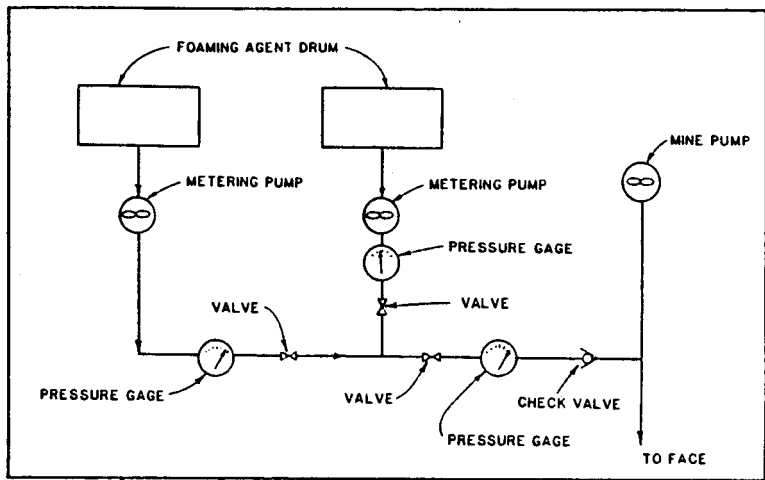 FOAMING AGENT DRUM
MINE PUMP
METERING PUMP
METERING PUMP
PRESSURE GAGE
VALVE
VALVE
PRESSURE GAGE
VALVE
CHECK VALVE
PRESSURE GAGE
TO FACE